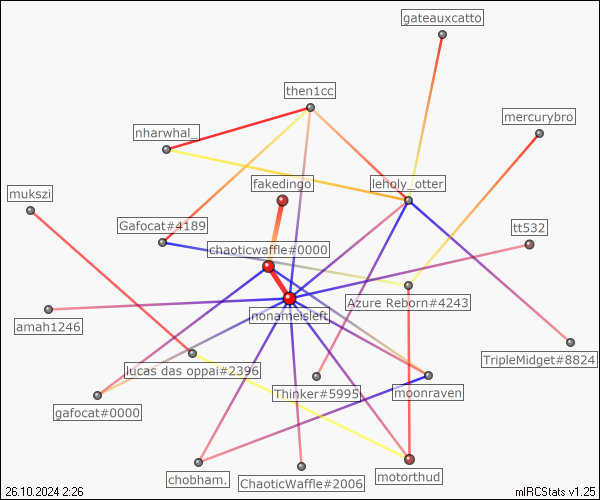 gateauxcatto
then1cc
mercurybro
nharwhal_
fakedingo
leholy_otter
mukszi
Gafocat#4189
tt532
chaoticwaffle#0000
Azure Reborn#4243
nonamesleft
amah1246
TripleMidget#8824
lucas das oppai#2396
Thinker#5995
moonraven
gafocat#0000
chobham.
ChaoticWaffle#2006
motorthud
26.10.2024 2:26
mIRCStats v1.25